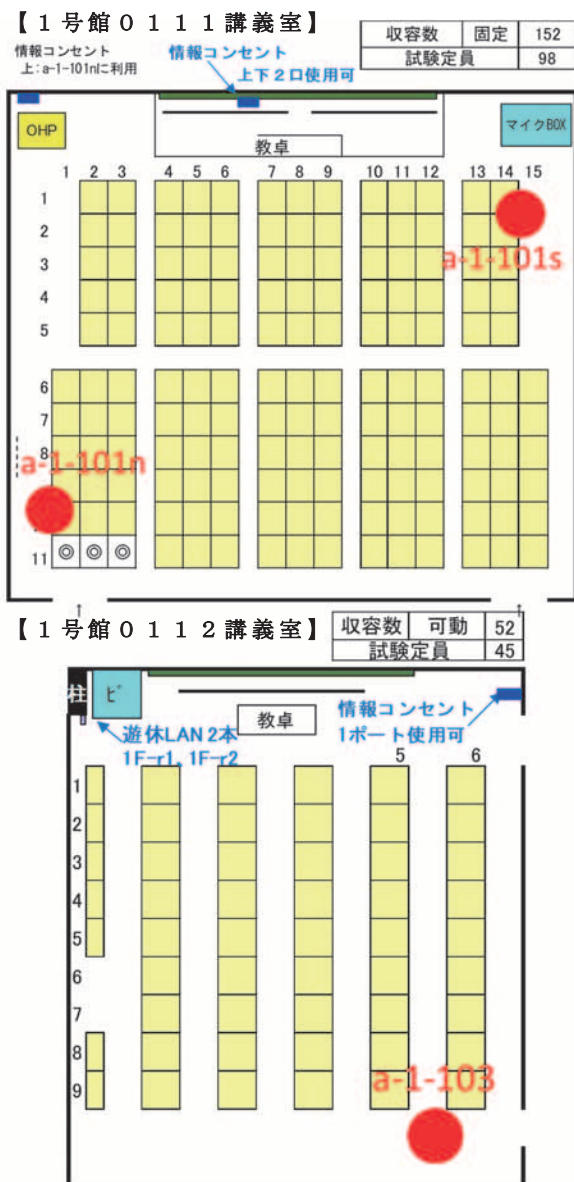 【１号館０１１１講義室】
収容数 固定 152
試験定員 98
情報コンセント
上:a-1-101nに利用
情報コンセント
上下２口使用可
OHP
マイクBOX
教卓
1 2 3 4 5 6 7 8 9 10 11 12 13 14 15
1
2
a-1-101s
3
4
5
6
7
8
a-1-101n
11 ◎ ◎ ◎
↑ ↑
【１号館０１１２講義室】
収容数 可動 52
試験定員 45
柱 ビ
教卓
情報コンセント
1ポート使用可
遊休LAN 2本
1F-r1、1F-r2
5 6
1
2
3
4
5
6
7
8
9
a-1-103